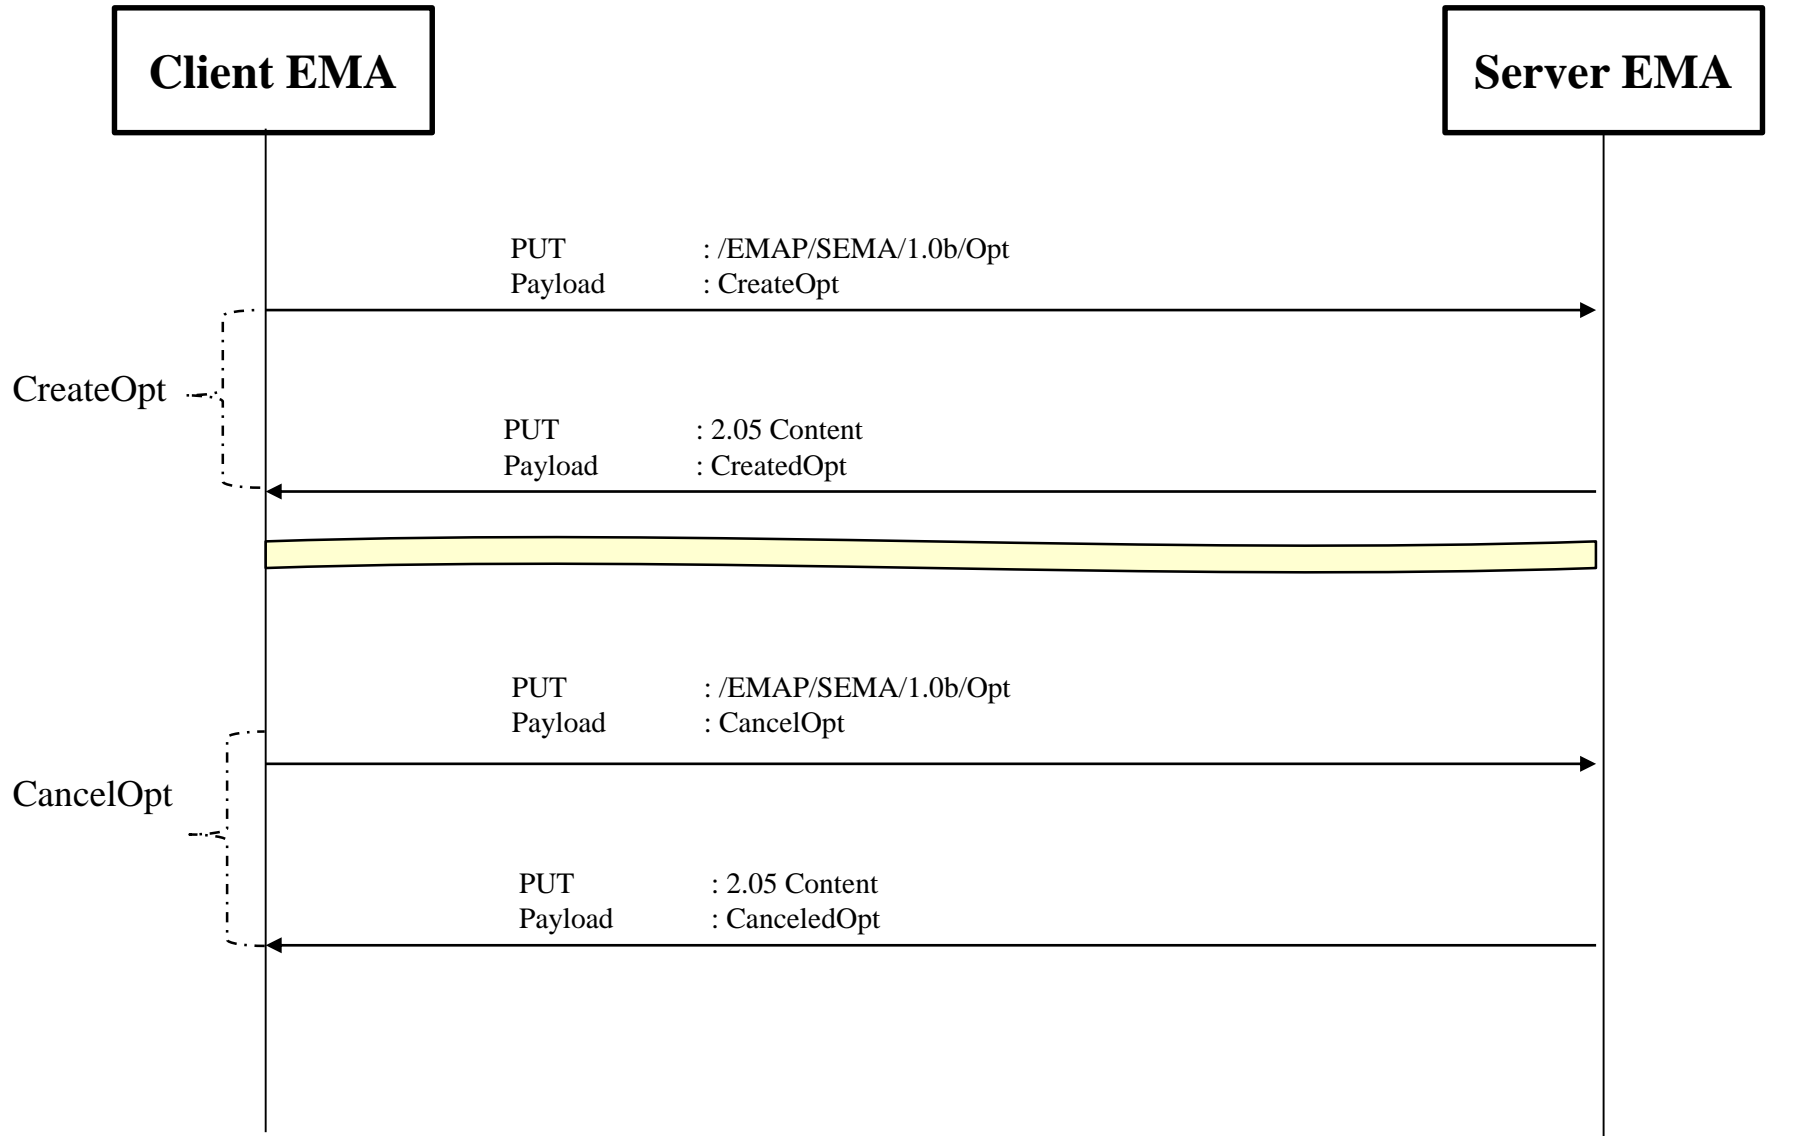 Client EMA
Server EMA
PUT : /EMAP/SEMA/1.0b/Opt
Payload : CreateOpt
CreateOpt
PUT : 2.05 Content
Payload : CreatedOpt
PUT : /EMAP/SEMA/1.0b/Opt
Payload : CancelOpt
CancelOpt
PUT : 2.05 Content
Payload : CanceledOpt